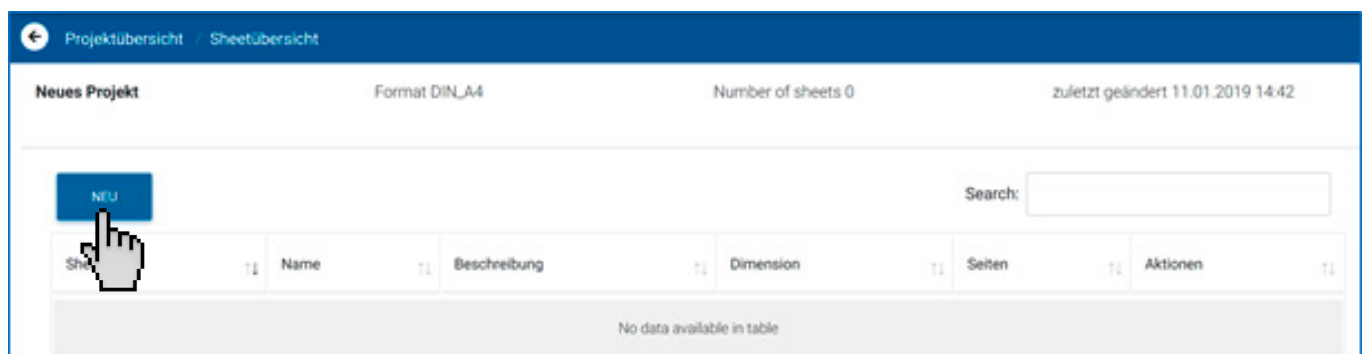 Projektübersicht / Sheetübersicht
Neues Projekt Format DIN_A4 Number of sheets 0 zuletzt geändert 11.01.2019 14:42
NEU Search:
Name Beschreibung Dimension Seiten Aktionen
No data available in table